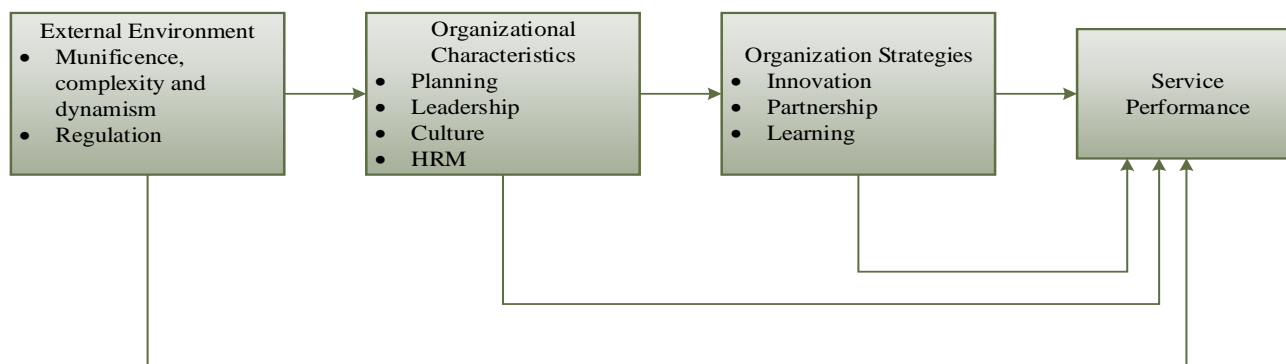 External Environment
• Munificence,
complexity and
dynamism
• Regulation
Organizational
Characteristics
• Planning
• Leadership
• Culture
• HRM
Organization Strategies
• Innovation
• Partnership
• Learning
Service
Performance